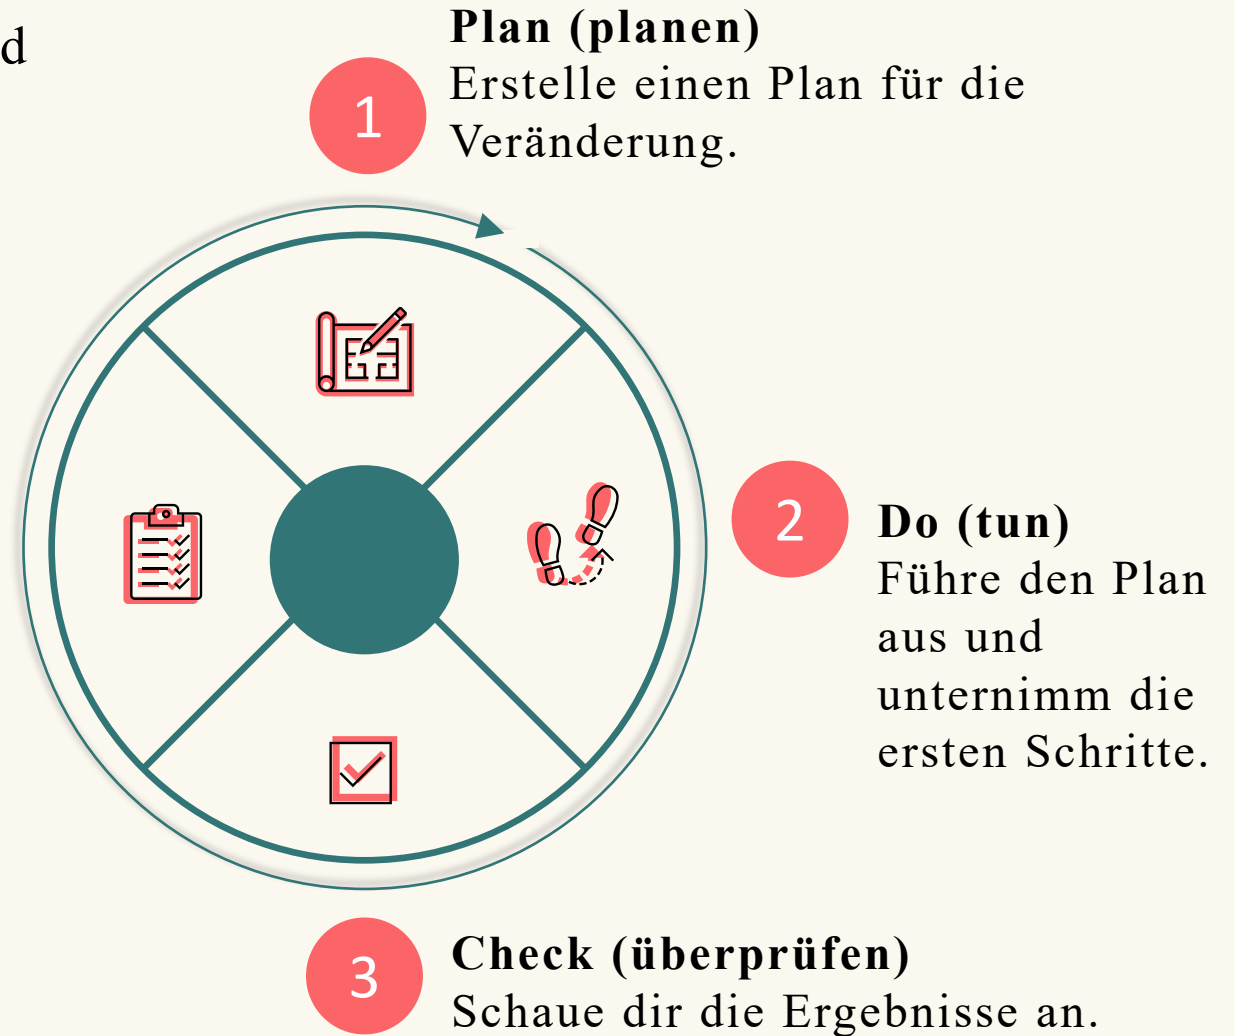 d
Plan (planen)
1
Erstelle einen Plan für die
Veränderung.
2
Do (tun)
Führe den Plan
aus und
unternimm die
ersten Schritte.
3
Check (überprüfen)
Schaue dir die Ergebnisse an.